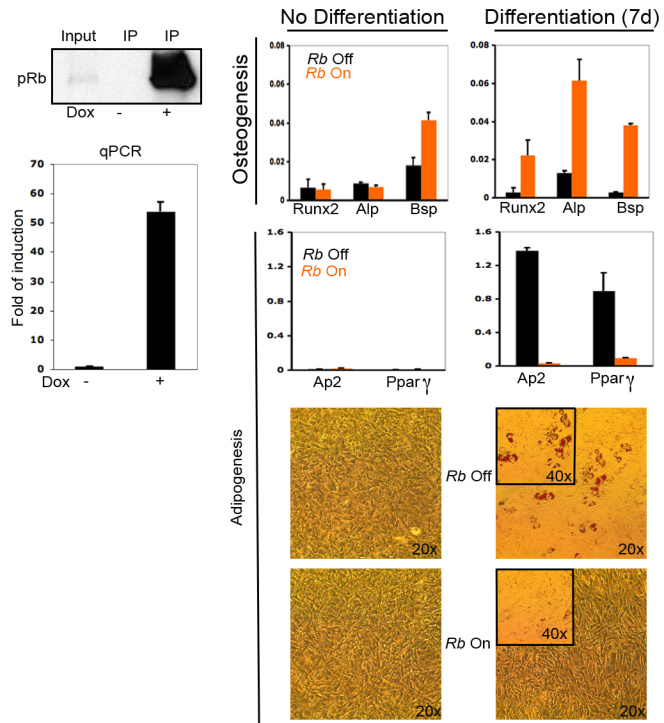 Input IP IP
pRb
Dox - +
qPCR
Fold of induction
70
60
50
40
30
20
10
0
Dox - +
No Differentiation
Differentiation (7d)
Osteogenesis
0.08
0.06
0.04
0.02
0
Rb Off
Rb On
Runx2 Alp Bsp
0.08
0.06
0.04
0.02
0
Runx2 Alp Bsp
Adipogenesis
1.6
1.2
0.8
0.4
0
Rb Off
Rb On
Ap2 Ppar γ
1.6
1.2
0.8
0.4
0
Ap2 Ppar γ
20x
Rb Off
40x
20x
20x
Rb On
40x
20x